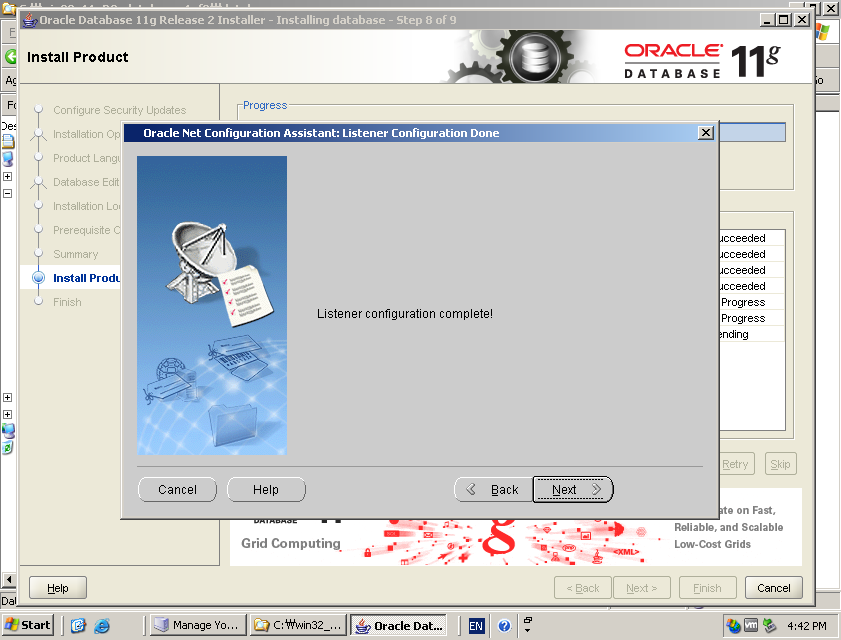 Oracle Database 11g Release 2 Installer - Installing database - Step 8 of 9
Install Product
ORACLE
DATABASE 11g
Configure Security Updates
Installation Op
Product Langu
Database Edit
Installation Loc
Prerequisite C
Summary
Install Produ
Finish
Progress
Oracle Net Configuration Assistant: Listener Configuration Done
Listener configuration complete!
Cancel
Help
Back
Next
ucceeded
ucceeded
ucceeded
ucceeded
Progress
Progress
ending
Retry
Skip
DATABASE
Grid Computing
<XML>
ate on Fast,
Reliable, and Scalable
Low-Cost Grids
Help
< Back
Next >
Finish
Cancel
Start
Manage Yo...
C:₩win32_...
Oracle Dat...
EN
4:42 PM